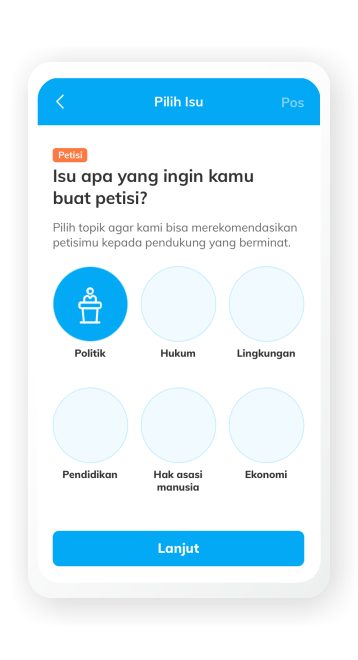 Pilih Isu
Pos
Petisi
Isu apa yang ingin kamu
buat petisi?
Pilih topik agar kami bisa merekomendasikan
petisimu kepada pendukung yang berminat.
Politik
Hukum
Lingkungan
Pendidikan
Hak asasi
manusia
Ekonomi
Lanjut